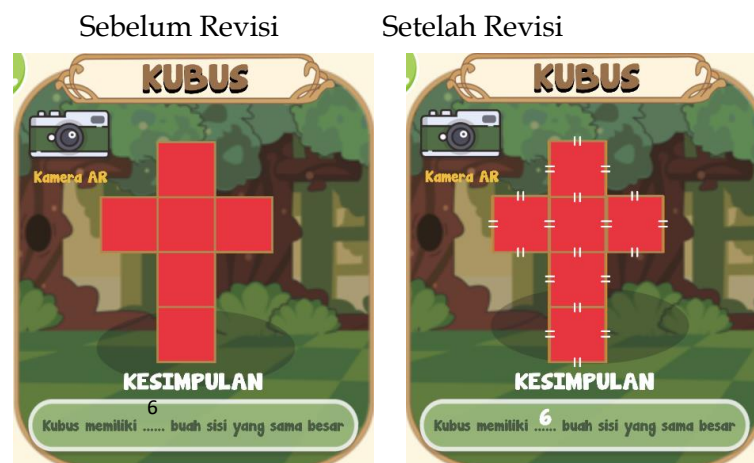 Sebelum Revisi
Setelah Revisi
KUBUS
Kamera AR
KESIMPULAN
6
Kubus memiliki ...... buah sisi yang sama besar
KUBUS
Kamera AR
KESIMPULAN
6
Kubus memiliki ...... buah sisi yang sama besar